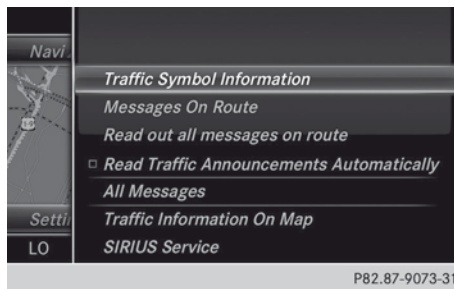 Navi
Traffic Symbol Information
Messages On Route
Read out all messages on route
Read Traffic Announcements Automatically
All Messages
Setti
Traffic Information On Map
LO
SIRIUS Service
P82.87-9073-31